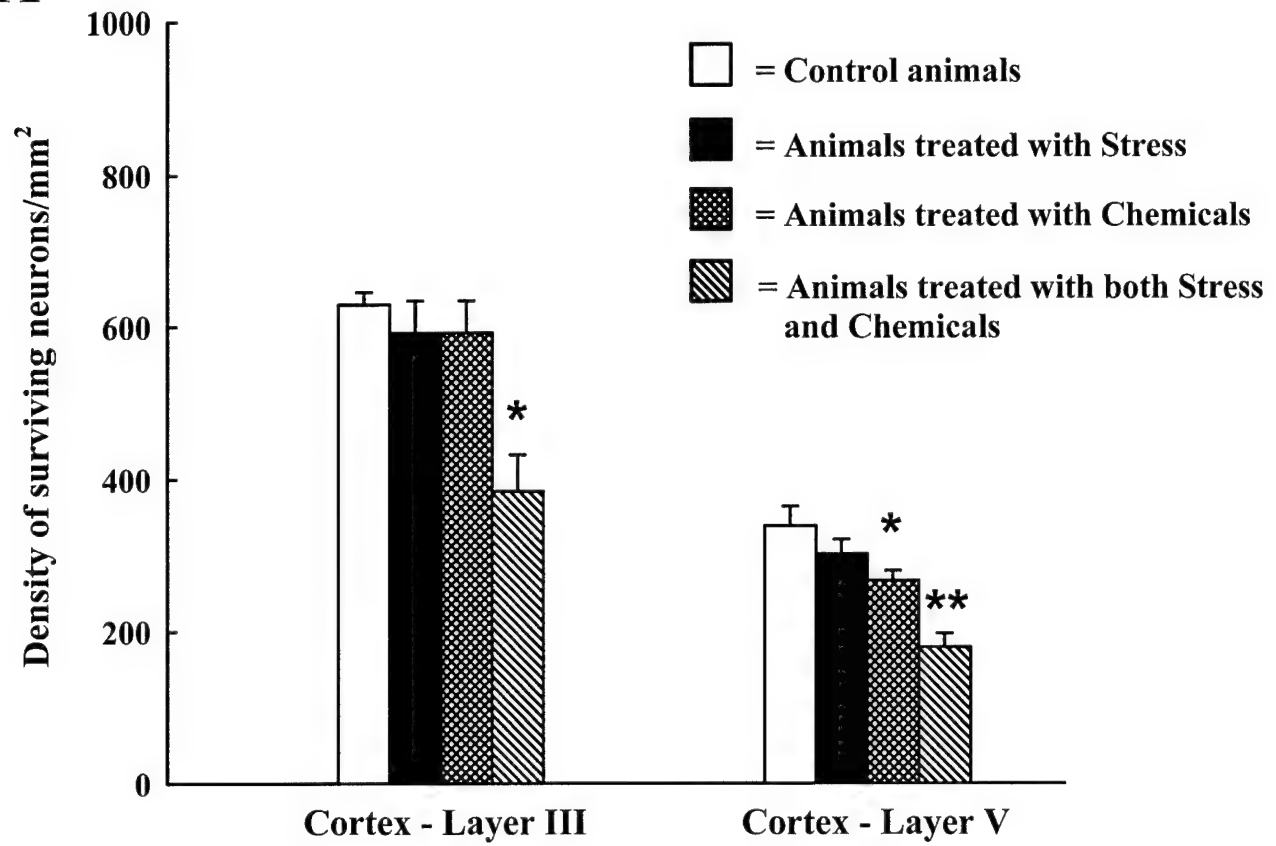 1000
800
600
400
200
0
Density of surviving neurons/mm²
= Control animals
= Animals treated with Stress
= Animals treated with Chemicals
= Animals treated with both Stress
and Chemicals
*
*
**
Cortex - Layer III
Cortex - Layer V